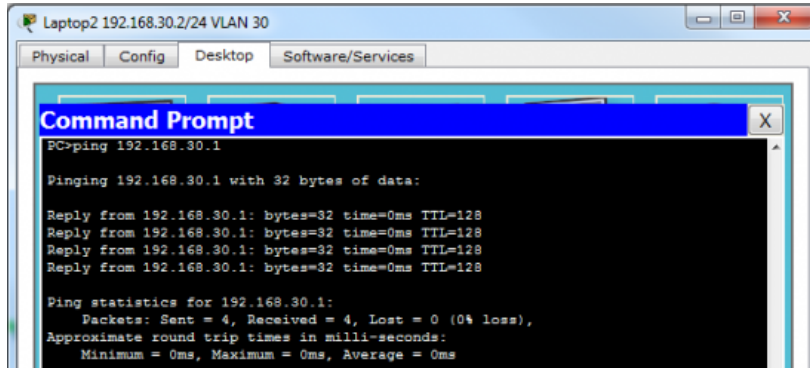 Laptop2 192.168.30.2/24 VLAN 30
Physical Config Desktop Software/Services
Command Prompt X
PC>ping 192.168.30.1
Pinging 192.168.30.1 with 32 bytes of data:
Reply from 192.168.30.1: bytes=32 time=0ms TTL=128
Reply from 192.168.30.1: bytes=32 time=0ms TTL=128
Reply from 192.168.30.1: bytes=32 time=0ms TTL=128
Reply from 192.168.30.1: bytes=32 time=0ms TTL=128
Ping statistics for 192.168.30.1:
Packets: Sent = 4, Received = 4, Lost = 0 (0% loss),
Approximate round trip times in milli-seconds:
Minimum = 0ms, Maximum = 0ms, Average = 0ms